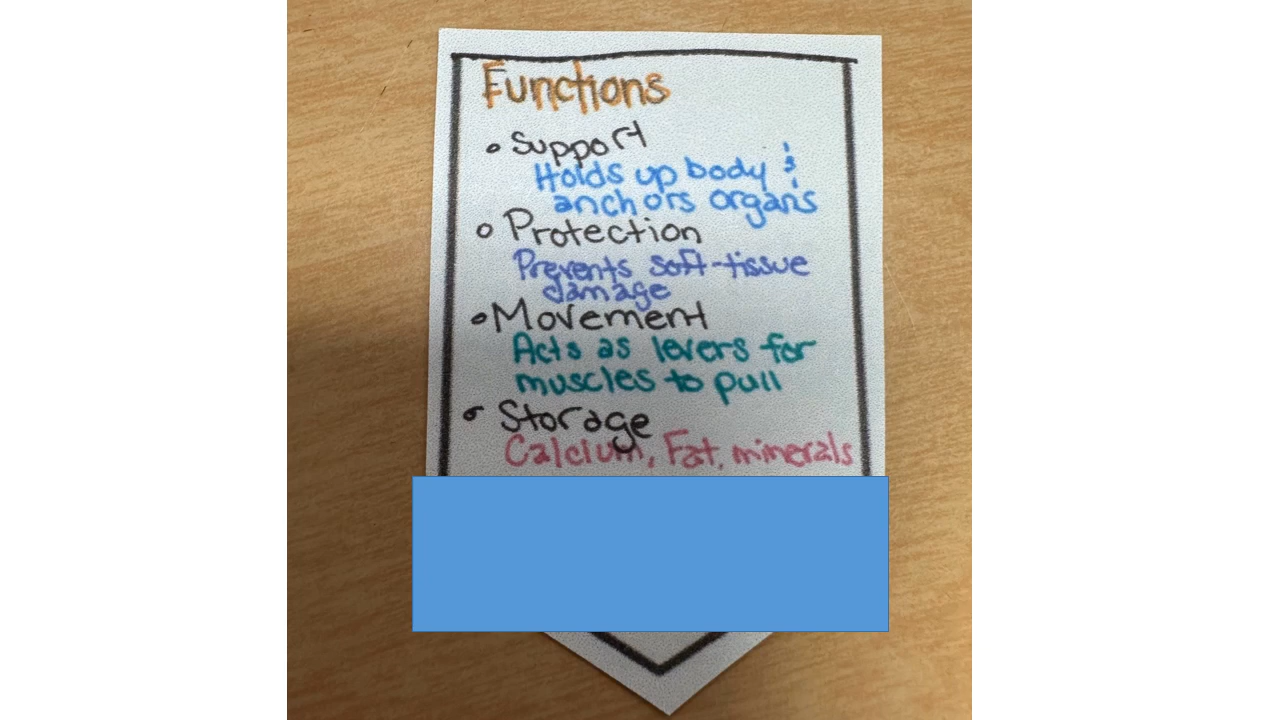 Functions
• Support
Holds up body &
anchors organs
• Protection
Prevents soft-tissue
damage
• Movement
Acts as levers for
muscles to pull
• Storage
Calcium, Fat, minerals